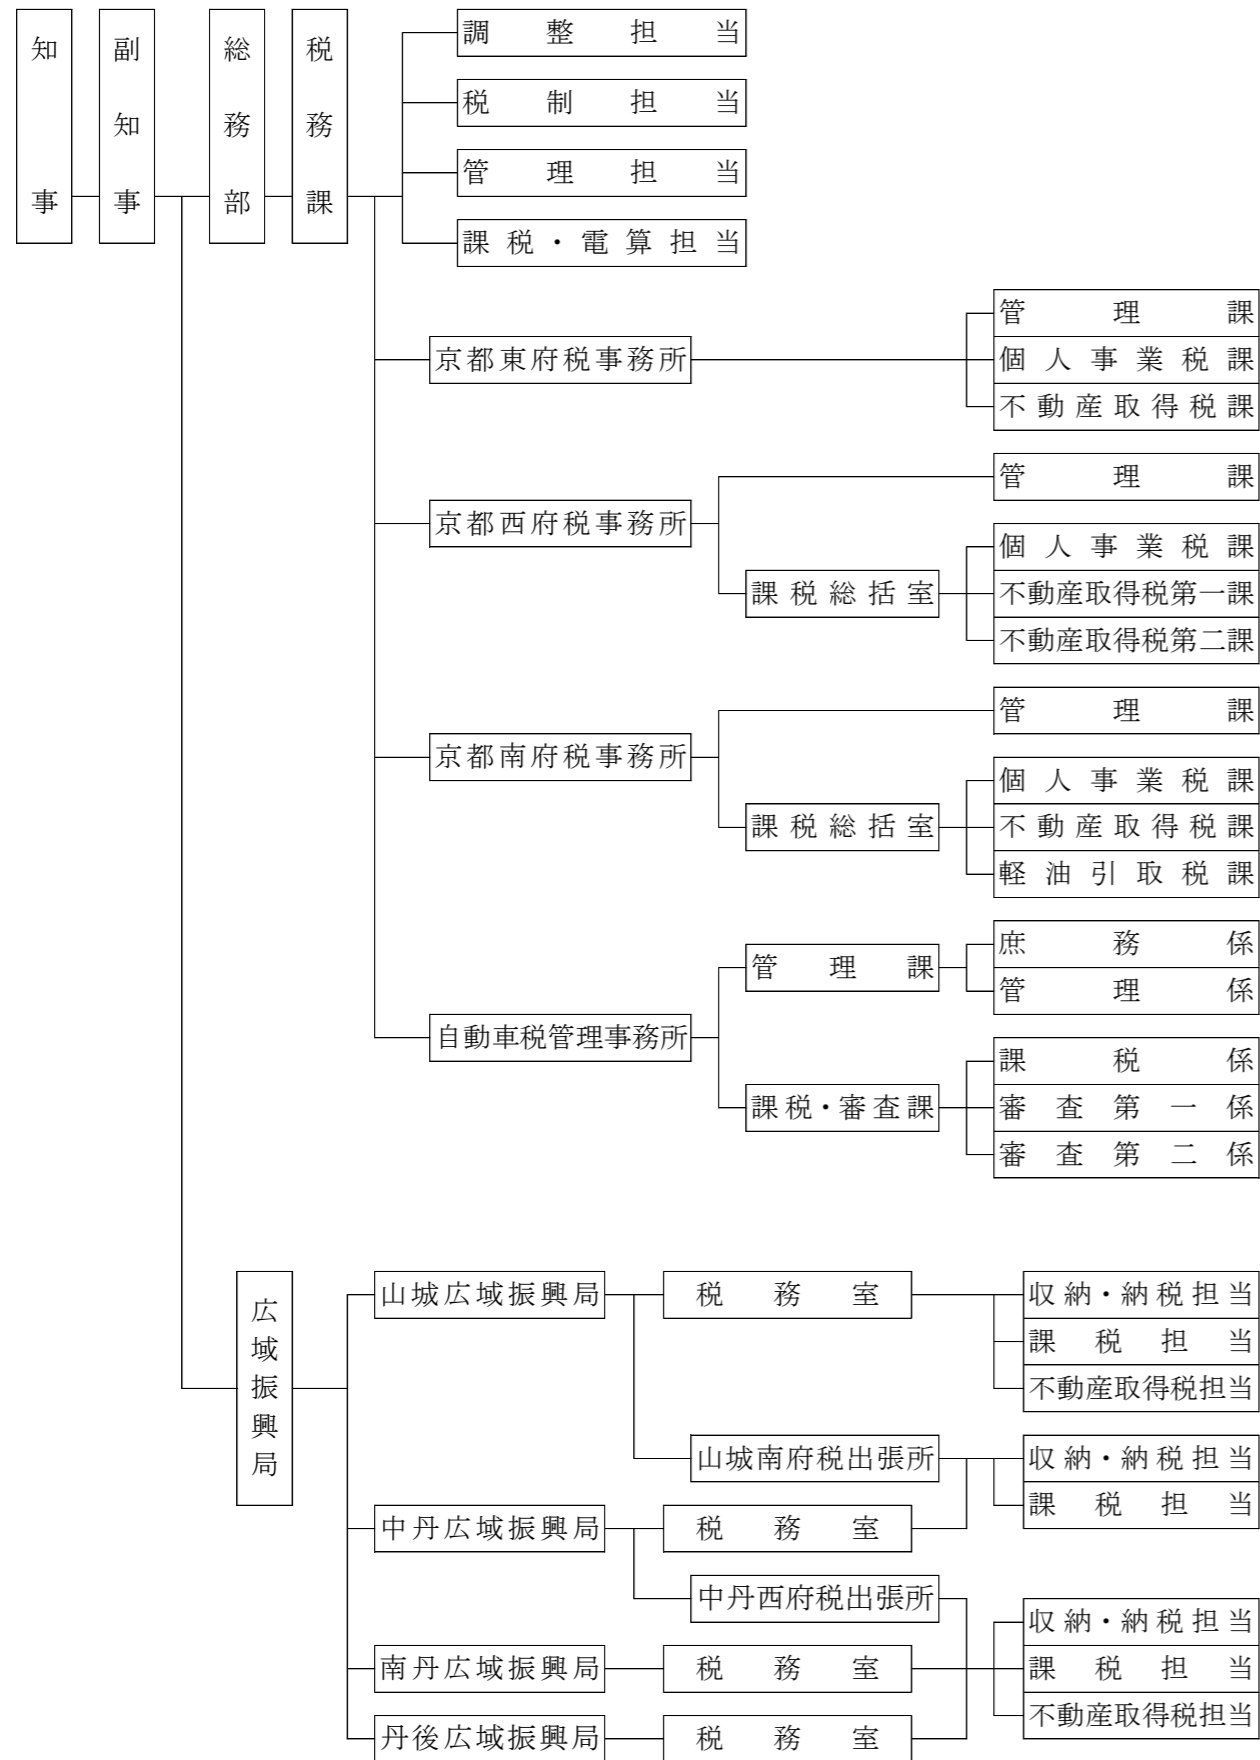 知事
副知事
総務部
税務課
調整担当
税制担当
管理担当
課税・電算担当
京都東府税事務所
管理課
個人事業税課
不動産取得税課
京都西府税事務所
管理課
課税総括室
個人事業税課
不動産取得税第一課
不動産取得税第二課
京都南府税事務所
管理課
課税総括室
個人事業税課
不動産取得税課
軽油引取税課
自動車税管理事務所
管理課
庶務係
管理係
課税・審査課
課税係
審査第一係
審査第二係
広域振興局
山城広域振興局
税務室
収納・納税担当
課税担当
不動産取得税担当
山城南府税出張所
収納・納税担当
課税担当
中丹広域振興局
税務室
中丹西府税出張所
収納・納税担当
課税担当
不動産取得税担当
南丹広域振興局
税務室
丹後広域振興局
税務室